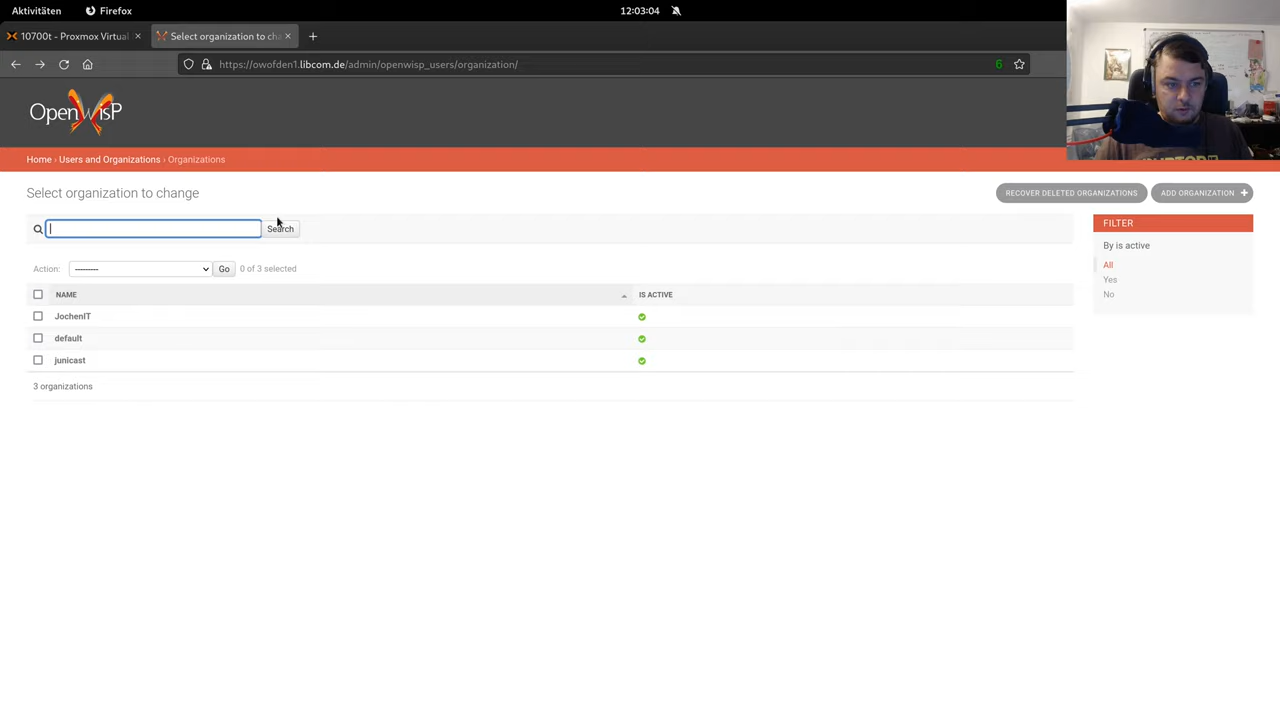 Aktivitäten Firefox 12:03:04
10700t - Proxmox Virtual × Select organization to cha × +
https://owofden1.libcom.de/admin/openwisp_users/organization/ 6
OpenWisP
Home › Users and Organizations › Organizations
Select organization to change
RECOVER DELETED ORGANIZATIONS ADD ORGANIZATION +
Search
Action: --------- Go 0 of 3 selected
NAME IS ACTIVE
JochenIT
default
junicast
3 organizations
FILTER
By is active
All
Yes
No